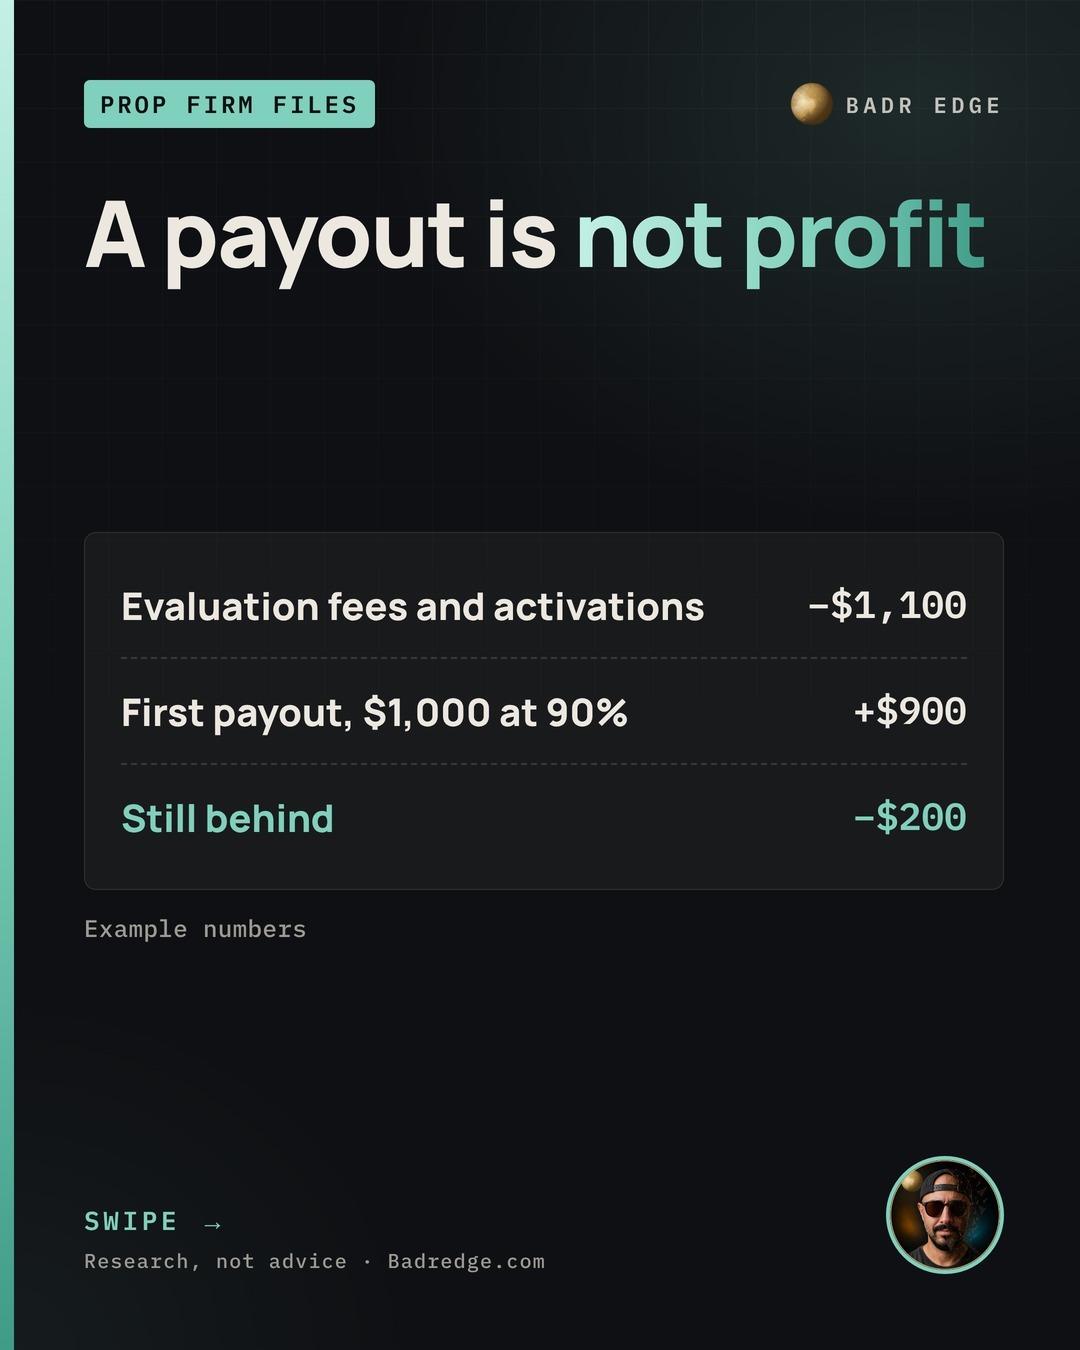 PROP FIRM FILES
BADR EDGE
A payout is not profit
Evaluation fees and activations −$1,100
First payout, $1,000 at 90% +$900
Still behind −$200
Example numbers
SWIPE →
Research, not advice · Badredge.com